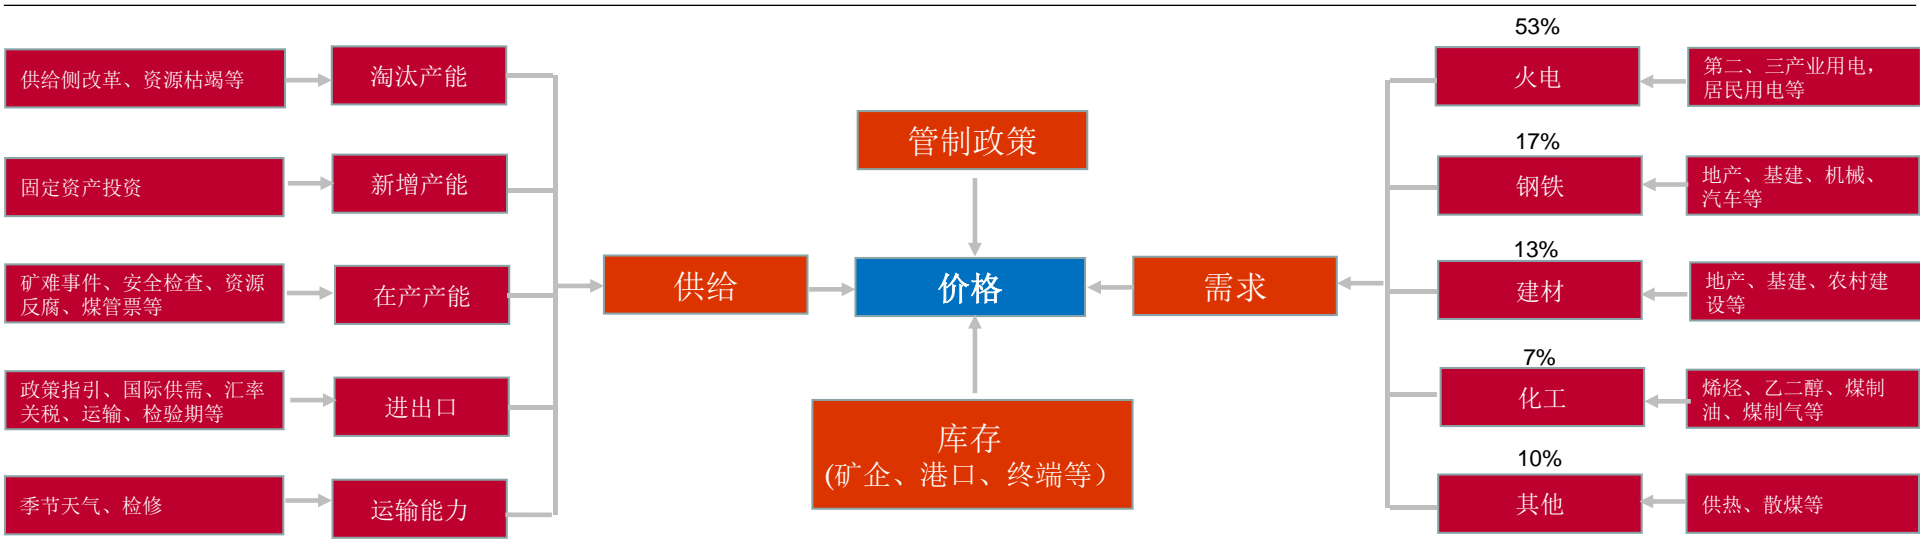 供给侧改革、资源枯竭等
淘汰产能
固定资产投资
新增产能
矿难事件、安全检查、资源
反腐、煤管票等
在产产能
政策指引、国际供需、汇率
关税、运输、检验期等
进出口
季节天气、检修
运输能力
供给
管制政策
价格
库存
(矿企、港口、终端等）
需求
53%
火电
第二、三产业用电，
居民用电等
17%
钢铁
地产、基建、机械、
汽车等
13%
建材
地产、基建、农村建
设等
7%
化工
烯烃、乙二醇、煤制
油、煤制气等
10%
其他
供热、散煤等